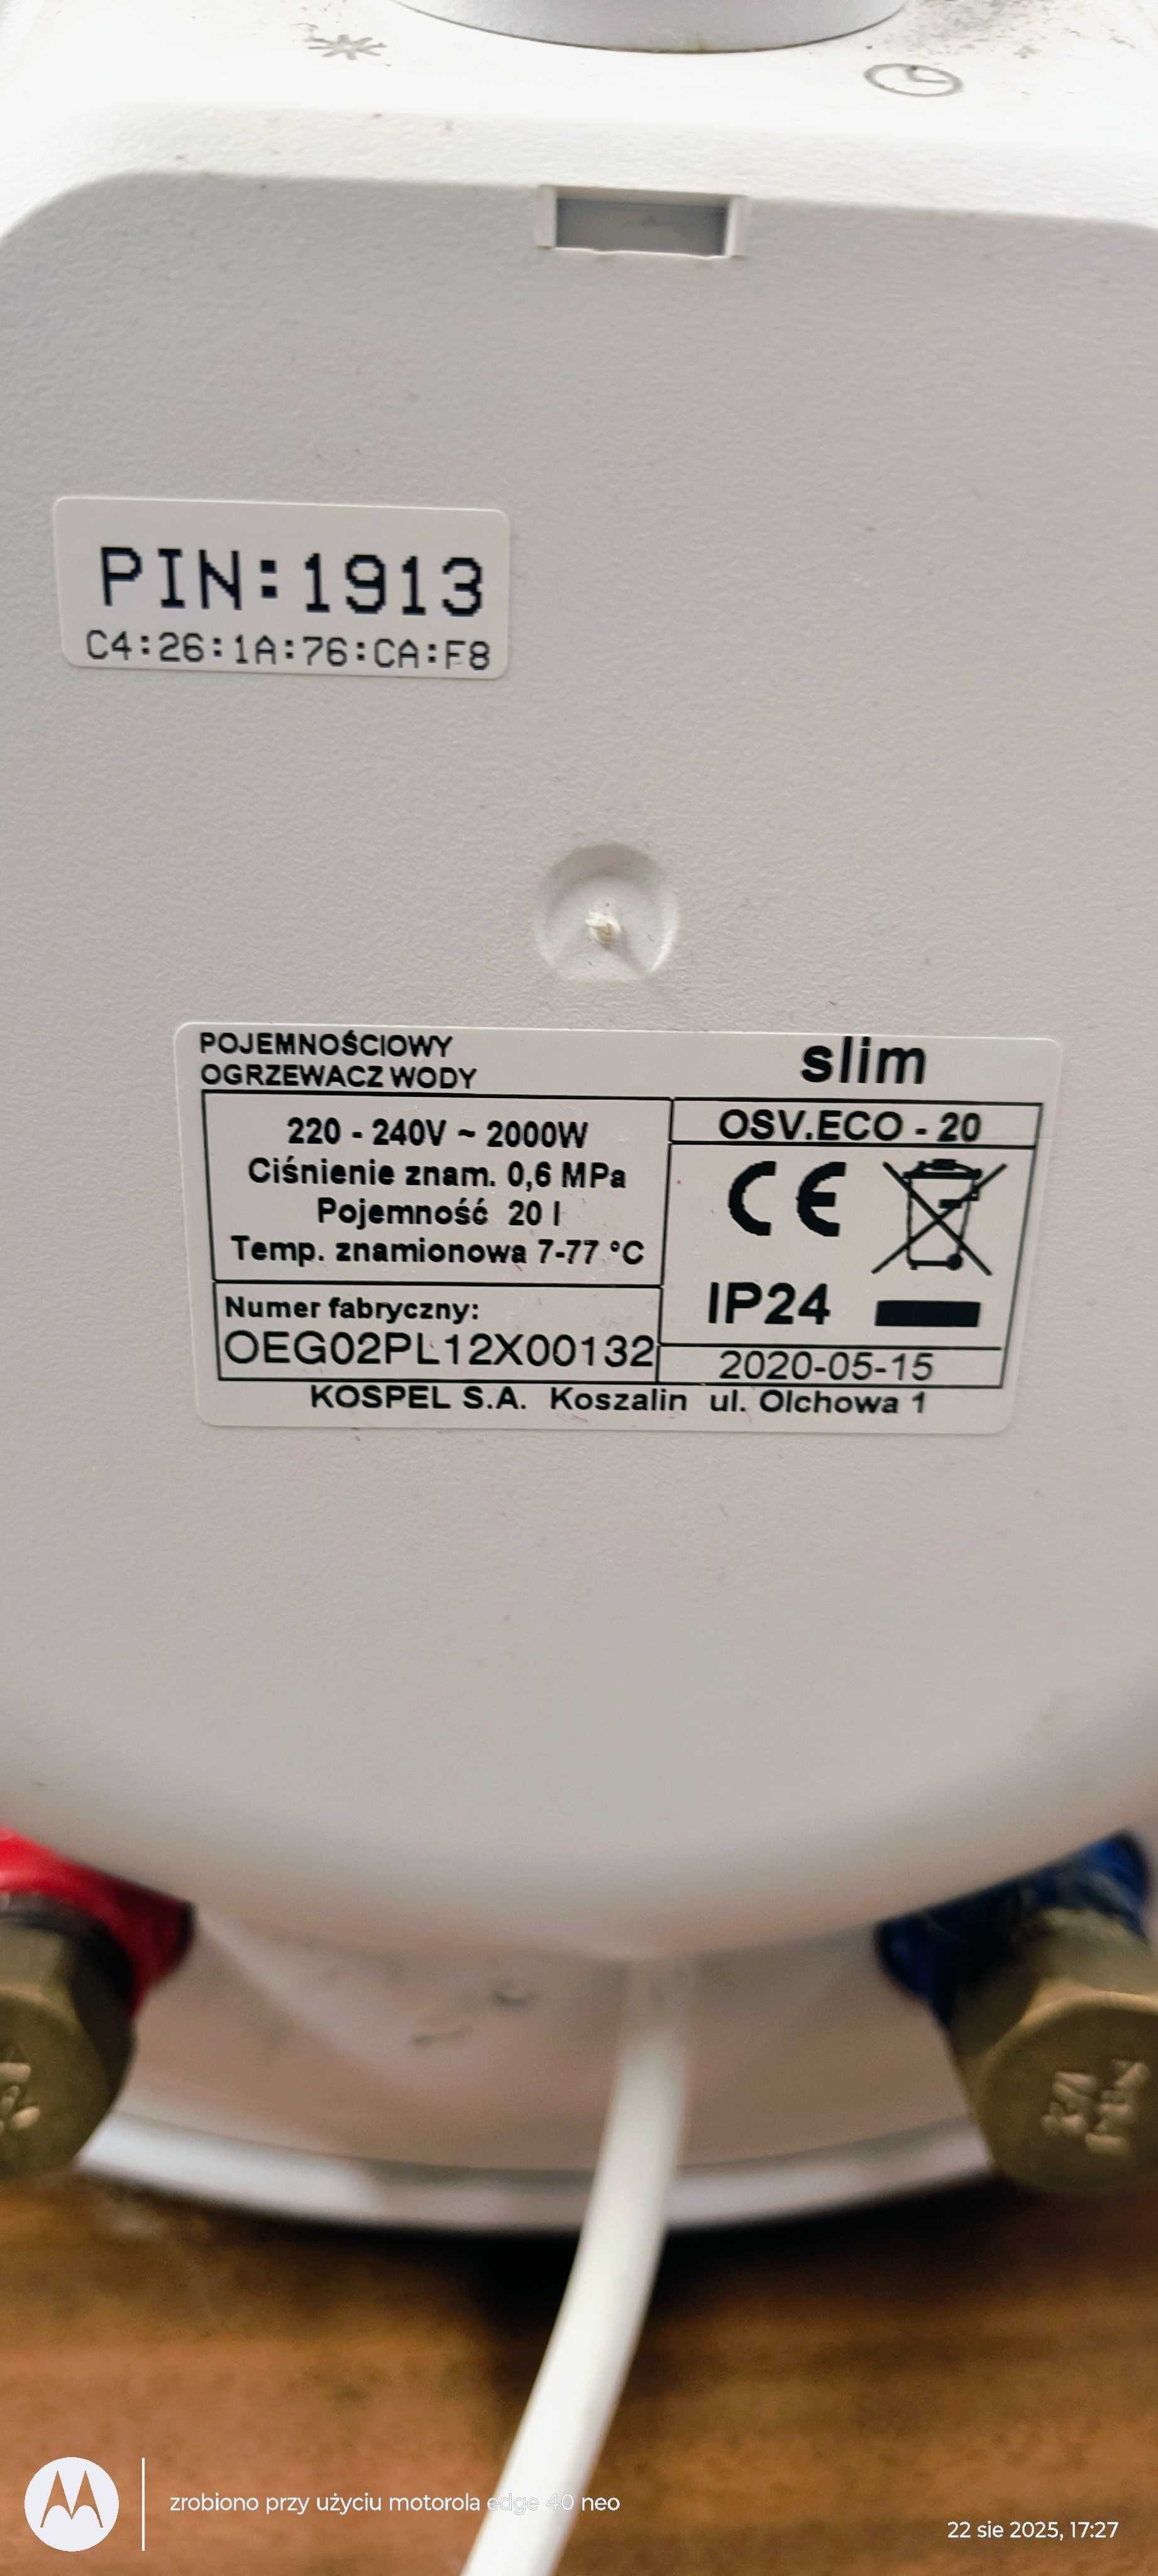 PIN:1913
C4:26:1A:76:CA:F8
POJEMNOŚCIOWY
OGRZEWACZ WODY
slim
220 - 240V ~ 2000W
Ciśnienie znam. 0,6 MPa
Pojemność 20 l
Temp. znamionowa 7-77 °C
OSV.ECO - 20
CE
IP24
Numer fabryczny:
OEG02PL12X00132
2020-05-15
KOSPEL S.A. Koszalin ul. Olchowa 1
zrobiono przy użyciu motorola edge 40 neo
22 sie 2025, 17:27